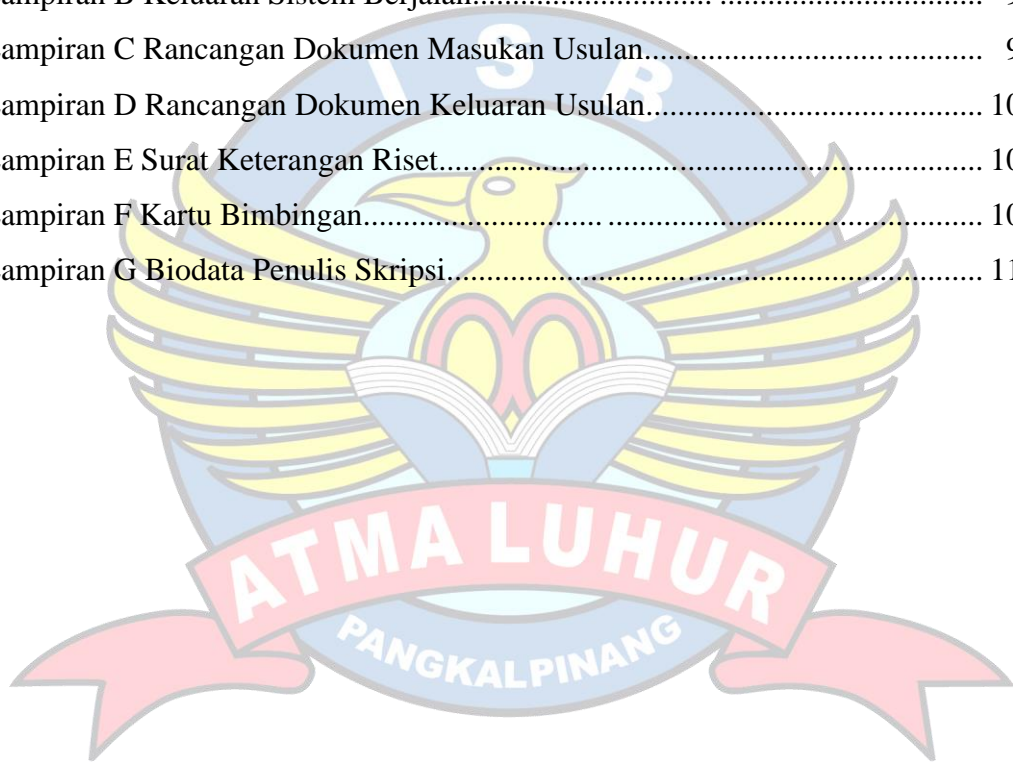 ampiran B Keluaran Sistem Berjalan.............................. ................................. 9
ampiran C Rancangan Dokumen Masukan Usulan........................................... 9
ampiran D Rancangan Dokumen Keluaran Usulan........................................... 10
ampiran E Surat Keterangan Riset..................................................................... 10
ampiran F Kartu Bimbingan.............................. ............................................... 10
ampiran G Biodata Penulis Skripsi.................................................................... 11
I S B
ATMA LUHUR
PANGKALPINANG